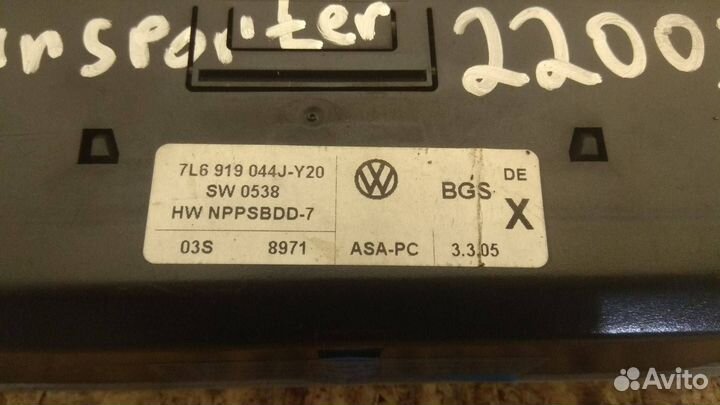 ansporter 2200
7L6 919 044J-Y20
SW 0538
HW NPPSBDD-7
03S 8971
ASA-PC
BGS
DE
X
3.3.05
Avito